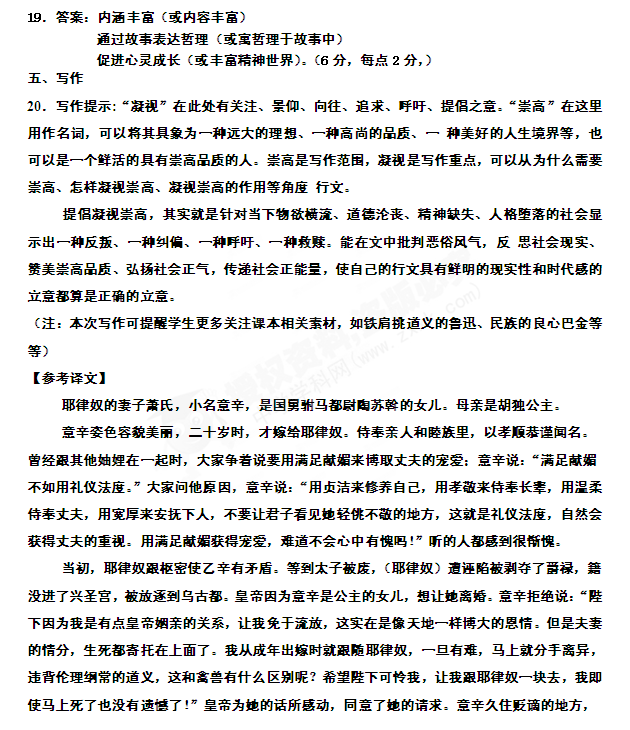 19．答案：内涵丰富（或内容丰富）
通过故事表达哲理（或寓哲理于故事中）
促进心灵成长（或丰富精神世界）。（6分，每点2分，）
五、写作
20．写作提示：“凝视”在此处有关注、景仰、向往、追求、呼吁、提倡之意。“崇高”在这里
用作名词，可以将其具象为一种远大的理想、一种高尚的品质、一 种美好的人生境界等，也
可以是一个鲜活的具有崇高品质的人。崇高是写作范围，凝视是写作重点，可以从为什么需要
崇高、怎样凝视崇高、凝视崇高的作用等角度 行文。
提倡凝视崇高，其实就是针对当下物欲横流、道德沦丧、精神缺失、人格堕落的社会显
示出一种反叛、一种纠偏、一种呼吁、一种救赎。能在文中批判恶俗风气，反 思社会现实、
赞美崇高品质、弘扬社会正气，传递社会正能量，使自己的行文具有鲜明的现实性和时代感的
立意都算是正确的立意。
（注：本次写作可提醒学生更多关注课本相关素材，如铁肩挑道义的鲁迅、民族的良心巴金等
等）
【参考译文】
耶律奴的妻子萧氏，小名意辛，是国舅驸马都尉陶苏斡的女儿。母亲是胡独公主。
意辛姿色容貌美丽，二十岁时，才嫁给耶律奴。侍奉亲人和睦族里，以孝顺恭谨闻名。
曾经跟其他妯娌在一起时，大家争着说要用满足献媚来博取丈夫的宠爱；意辛说：“满足献媚
不如用礼仪法度。”大家问他原因，意辛说：“用贞洁来修养自己，用孝敬来侍奉长辈，用温柔
侍奉丈夫，用宽厚来安抚下人，不要让君子看见她轻佻不敬的地方，这就是礼仪法度，自然会
获得丈夫的重视。用满足献媚获得宠爱，难道不会心中有愧吗！”听的人都感到很惭愧。
当初，耶律奴跟枢密使乙辛有矛盾。等到太子被废，（耶律奴）遭诬陷被剥夺了爵禄，籍
没进了兴圣宫，被放逐到乌古都。皇帝因为意辛是公主的女儿，想让她离婚。意辛拒绝说：“陛
下因为我是有点皇帝姻亲的关系，让我免于流放，这实在是像天地一样博大的恩情。但是夫妻
的情分，生死都寄托在上面了。我从成年出嫁时就跟随耶律奴，一旦有难，马上就分手离异，
违背伦理纲常的道义，这和禽兽有什么区别呢？希望陛下可怜我，让我跟耶律奴一块去，我即
使马上死了也没有遗憾了！”皇帝为她的话所感动，同意了她的请求。意辛久住贬谪的地方，